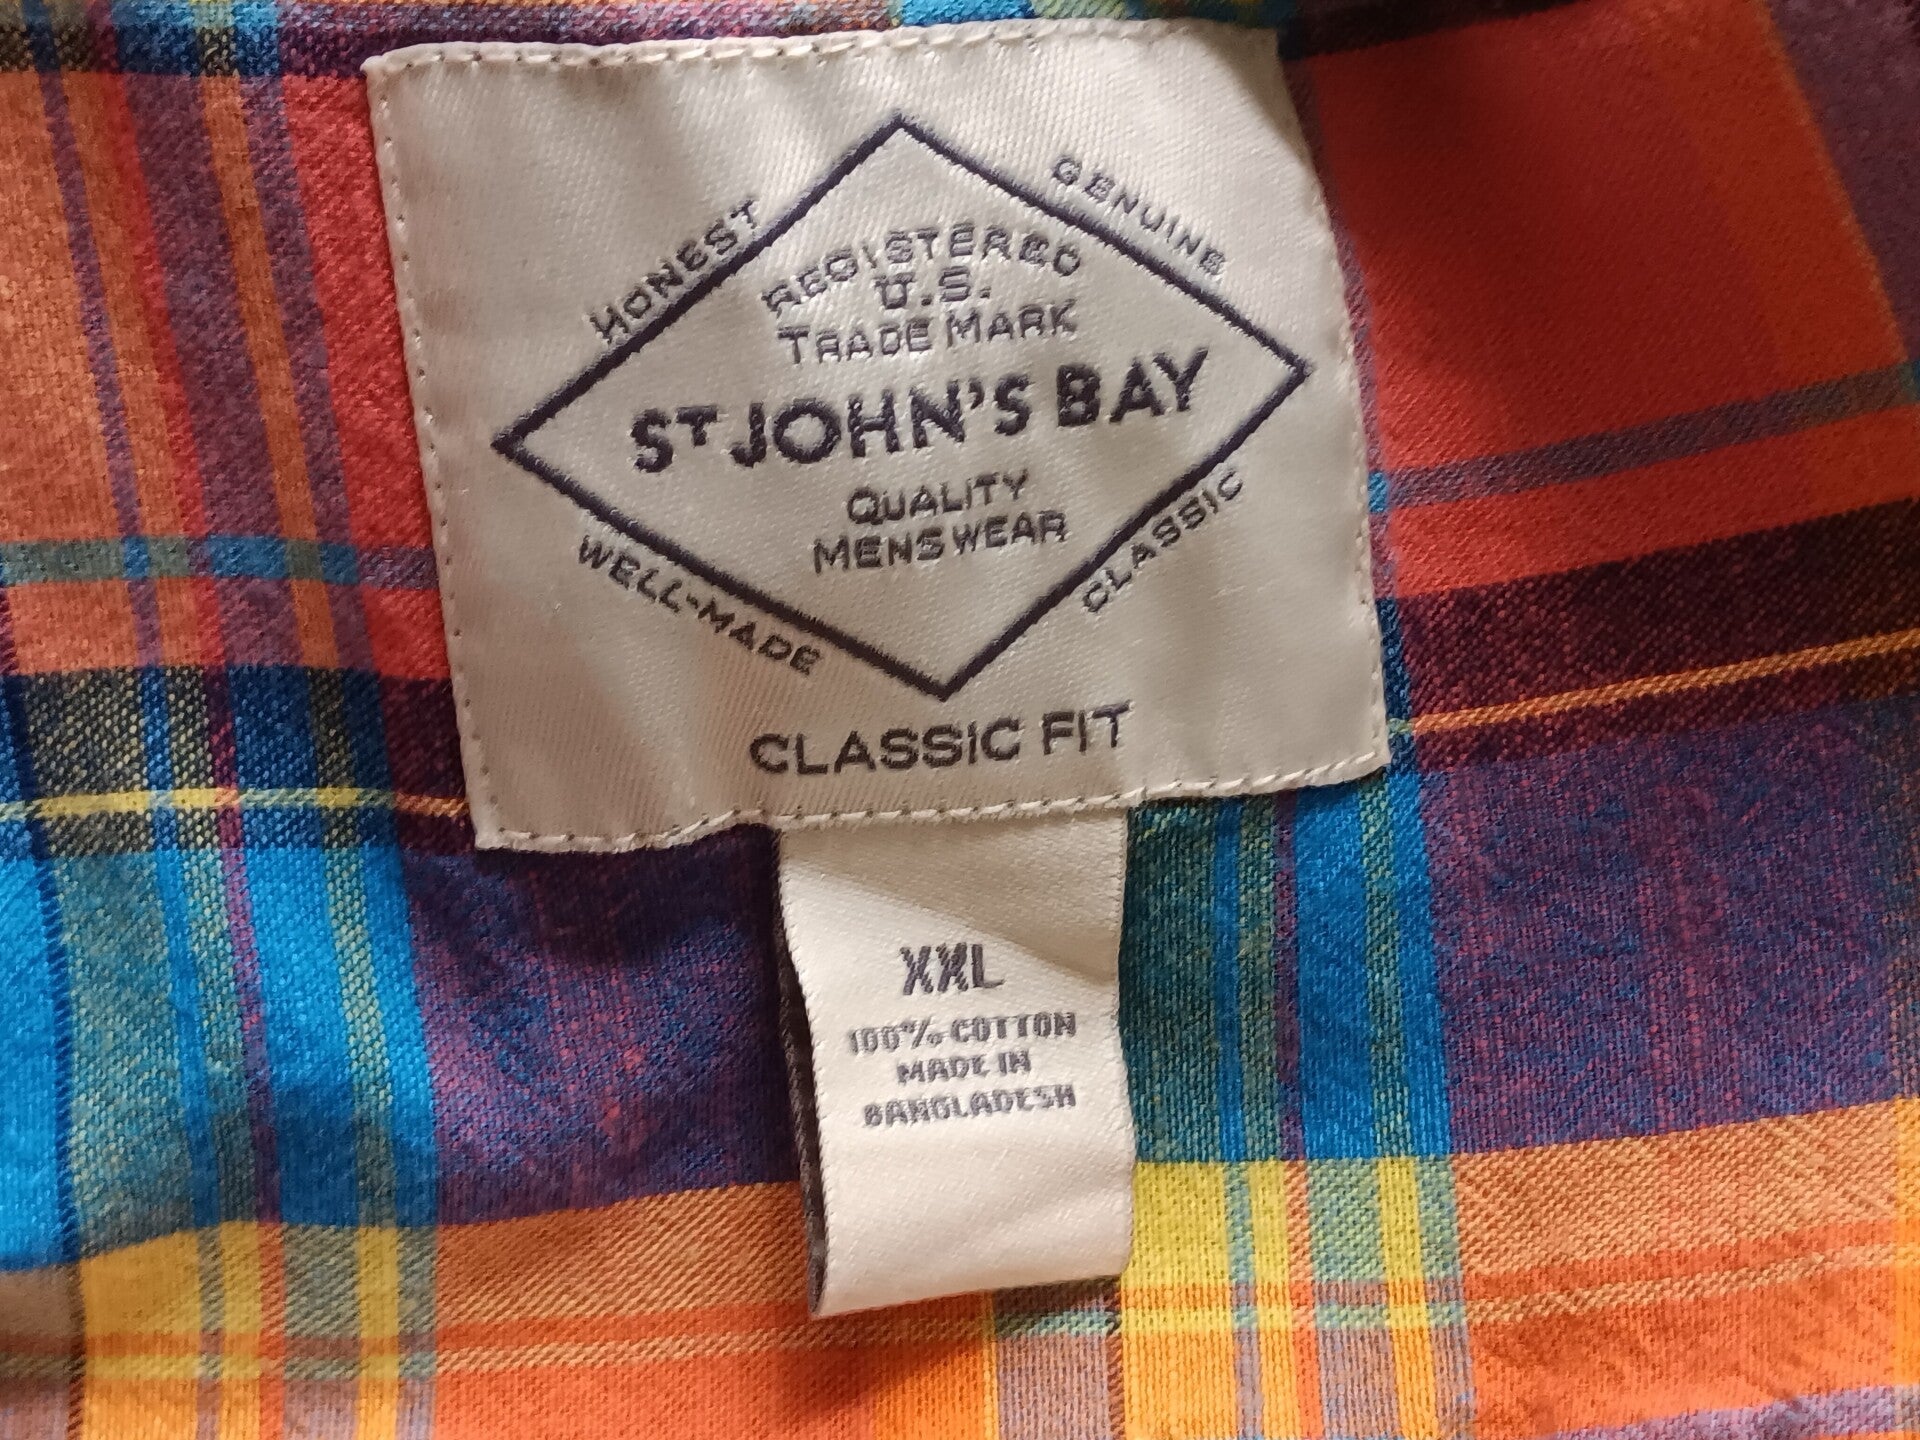 HONEST
GENUINE
REGISTERED
U.S.
TRADE MARK
ST JOHN'S BAY
QUALITY
MENSWEAR
WELL-MADE
CLASSIC
CLASSIC FIT
XXL
100% COTTON
MADE IN
BANGLADESH